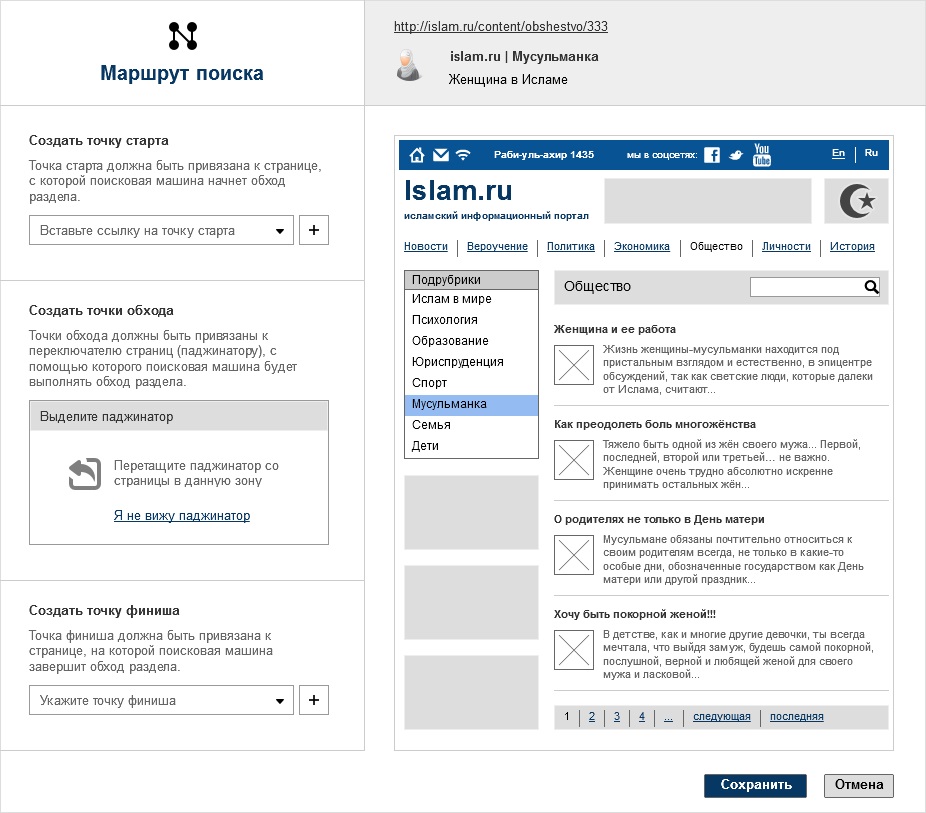 Маршрут поиска
http://islam.ru/content/obshestvo/333
islam.ru | Мусульманка
Женщина в Исламе
Создать точку старта
Точка старта должна быть привязана к странице,
с которой поисковая машина начнет обход
раздела.
Вставьте ссылку на точку старта
+
Создать точки обхода
Точки обхода должны быть привязаны к
переключателю страниц (паджинатору), с
помощью которого поисковая машина будет
выполнять обход раздела.
Выделите паджинатор
Перетащите паджинатор со
страницы в данную зону
Я не вижу паджинатор
Создать точку финиша
Точка финиша должна быть привязана к
странице, на которой поисковая машина
завершит обход раздела.
Укажите точку финиша
+
Раби-уль-ахир 1435 мы в соцсетях: You Tube En Ru
Islam.ru
исламский информационный портал
Новости Вероучение Политика Экономика Общество Личности История
Подрубрики
Ислам в мире
Психология
Образование
Юриспруденция
Спорт
Мусульманка
Семья
Дети
Общество
Женщина и ее работа
Жизнь женщины-мусульманки находится под
пристальным взглядом и естественно, в эпицентре
обсуждений, так как светские люди, которые далеки
от Ислама, считают...
Как преодолеть боль многожёнства
Тяжело быть одной из жён своего мужа... Первой,
последней, второй или третьей... не важно.
Женщине очень трудно абсолютно искренне
принимать остальных жён...
О родителях не только в День матери
Мусульмане обязаны почтительно относиться к
своим родителям всегда, не только в какие-то
особые дни, обозначенные государством как День
матери или другой праздник...
Хочу быть покорной женой!!!
В детстве, как и многие другие девочки, ты всегда
мечтала, что выйдя замуж, будешь самой покорной,
послушной, верной и любящей женой для своего
мужа и ласковой...
1 2 3 4 ... следующая последняя
Сохранить Отмена